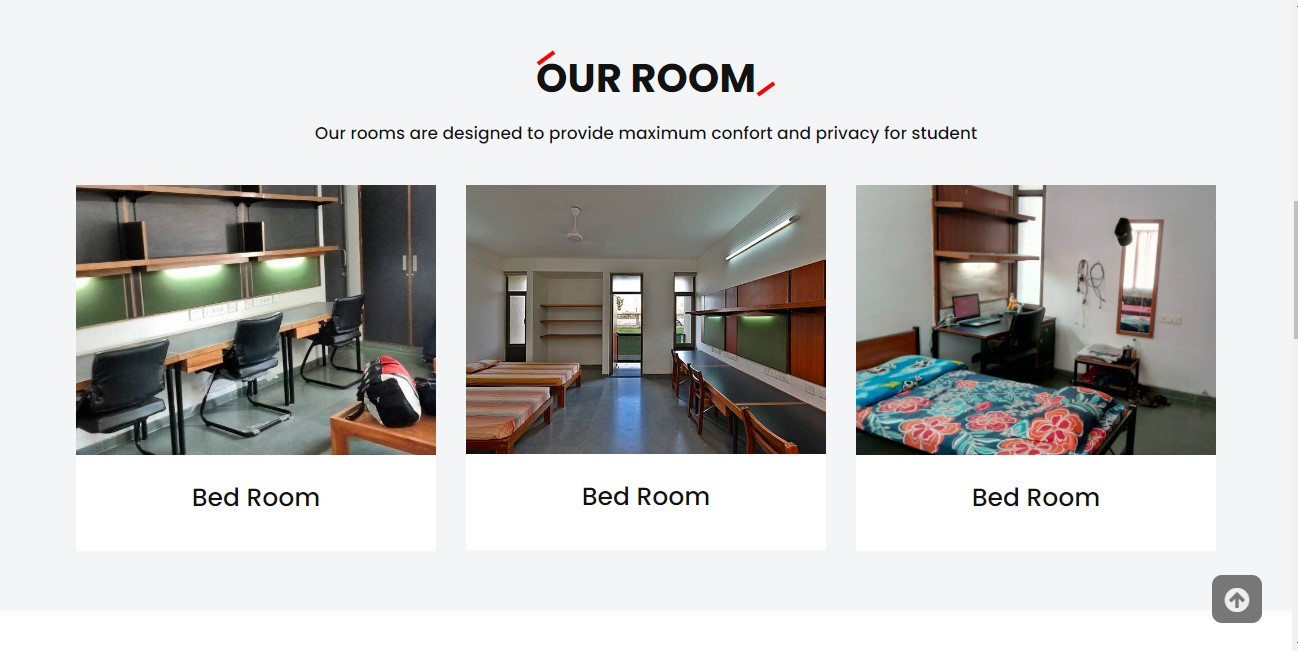 OUR ROOM
Our rooms are designed to provide maximum confort and privacy for student
Bed Room
Bed Room
Bed Room